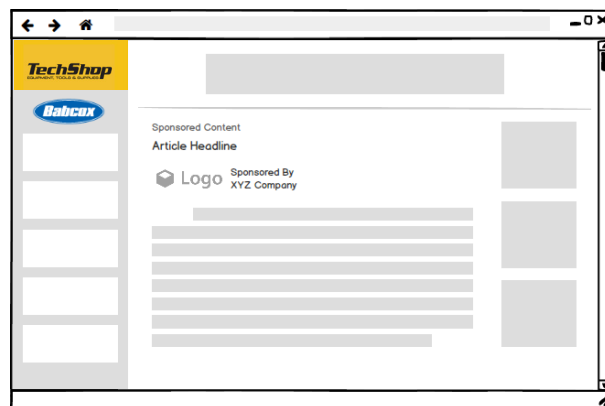 TechShop
EQUIPMENT, TOOLS & SUPPLIES
Babcox
Sponsored Content
Article Headline
Logo
Sponsored By
XYZ Company